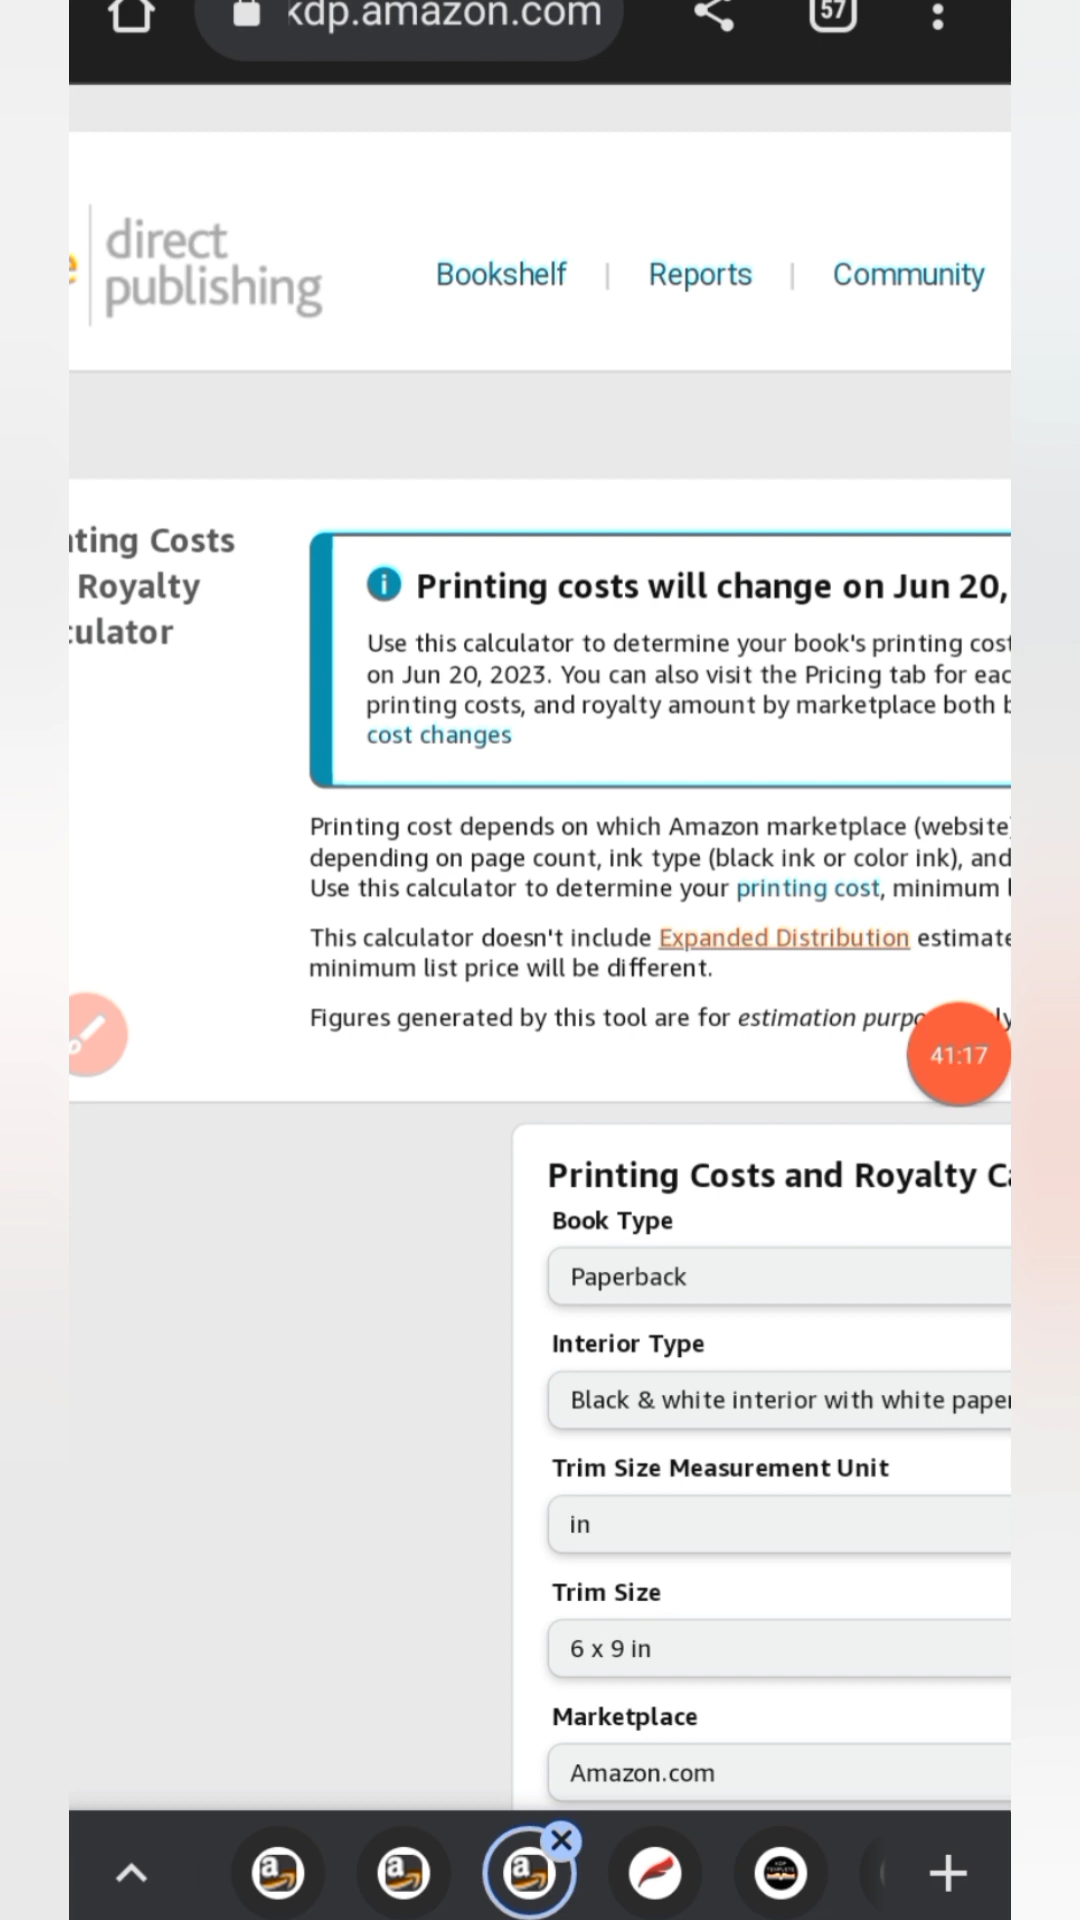 kdp.amazon.com
57
direct
publishing
Bookshelf | Reports | Community
Costs
Royalty
Printing costs will change on Jun 20,
Use this calculator to determine your book's printing cost
on Jun 20, 2023. You can also visit the Pricing tab for eac
printing costs, and royalty amount by marketplace both b
cost changes
Printing cost depends on which Amazon marketplace (website)
depending on page count, ink type (black ink or color ink), and
Use this calculator to determine your printing cost, minimum
This calculator doesn't include Expanded Distribution estimate
minimum list price will be different.
Figures generated by this tool are for estimation
41:17
Printing Costs and Royalty
Book Type
Paperback
Interior Type
Black & white interior with white paper
Trim Size Measurement Unit
in
Trim Size
6 x 9 in
Marketplace
Amazon.com